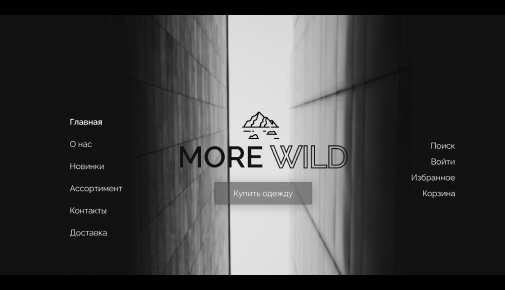 Главная
О нас
Новинки
Ассортимент
Контакты
Доставка
MORE WILD
Купить одежду
Поиск
Войти
Избранное
Корзина